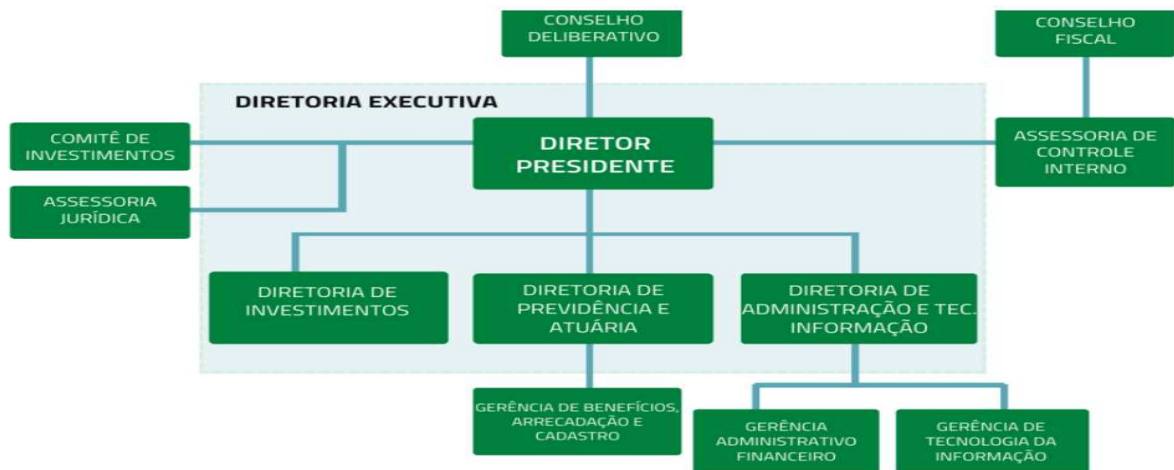 CONSELHO
DELIBERATIVO
CONSELHO
FISCAL
DIRETORIA EXECUTIVA
COMITÊ DE
INVESTIMENTOS
DIRETOR
PRESIDENTE
ASSESSORIA DE
CONTROLE
INTERNO
ASSESSORIA
JURÍDICA
DIRETORIA DE
INVESTIMENTOS
DIRETORIA DE
PREVIDÊNCIA E
ATUÁRIA
DIRETORIA DE
ADMINISTRAÇÃO E TEC.
INFORMAÇÃO
GERÊNCIA DE BENEFÍCIOS,
ARRECADAÇÃO E
CADASTRO
GERÊNCIA
ADMINISTRATIVO
FINANCEIRO
GERÊNCIA DE
TECNOLOGIA DA
INFORMAÇÃO